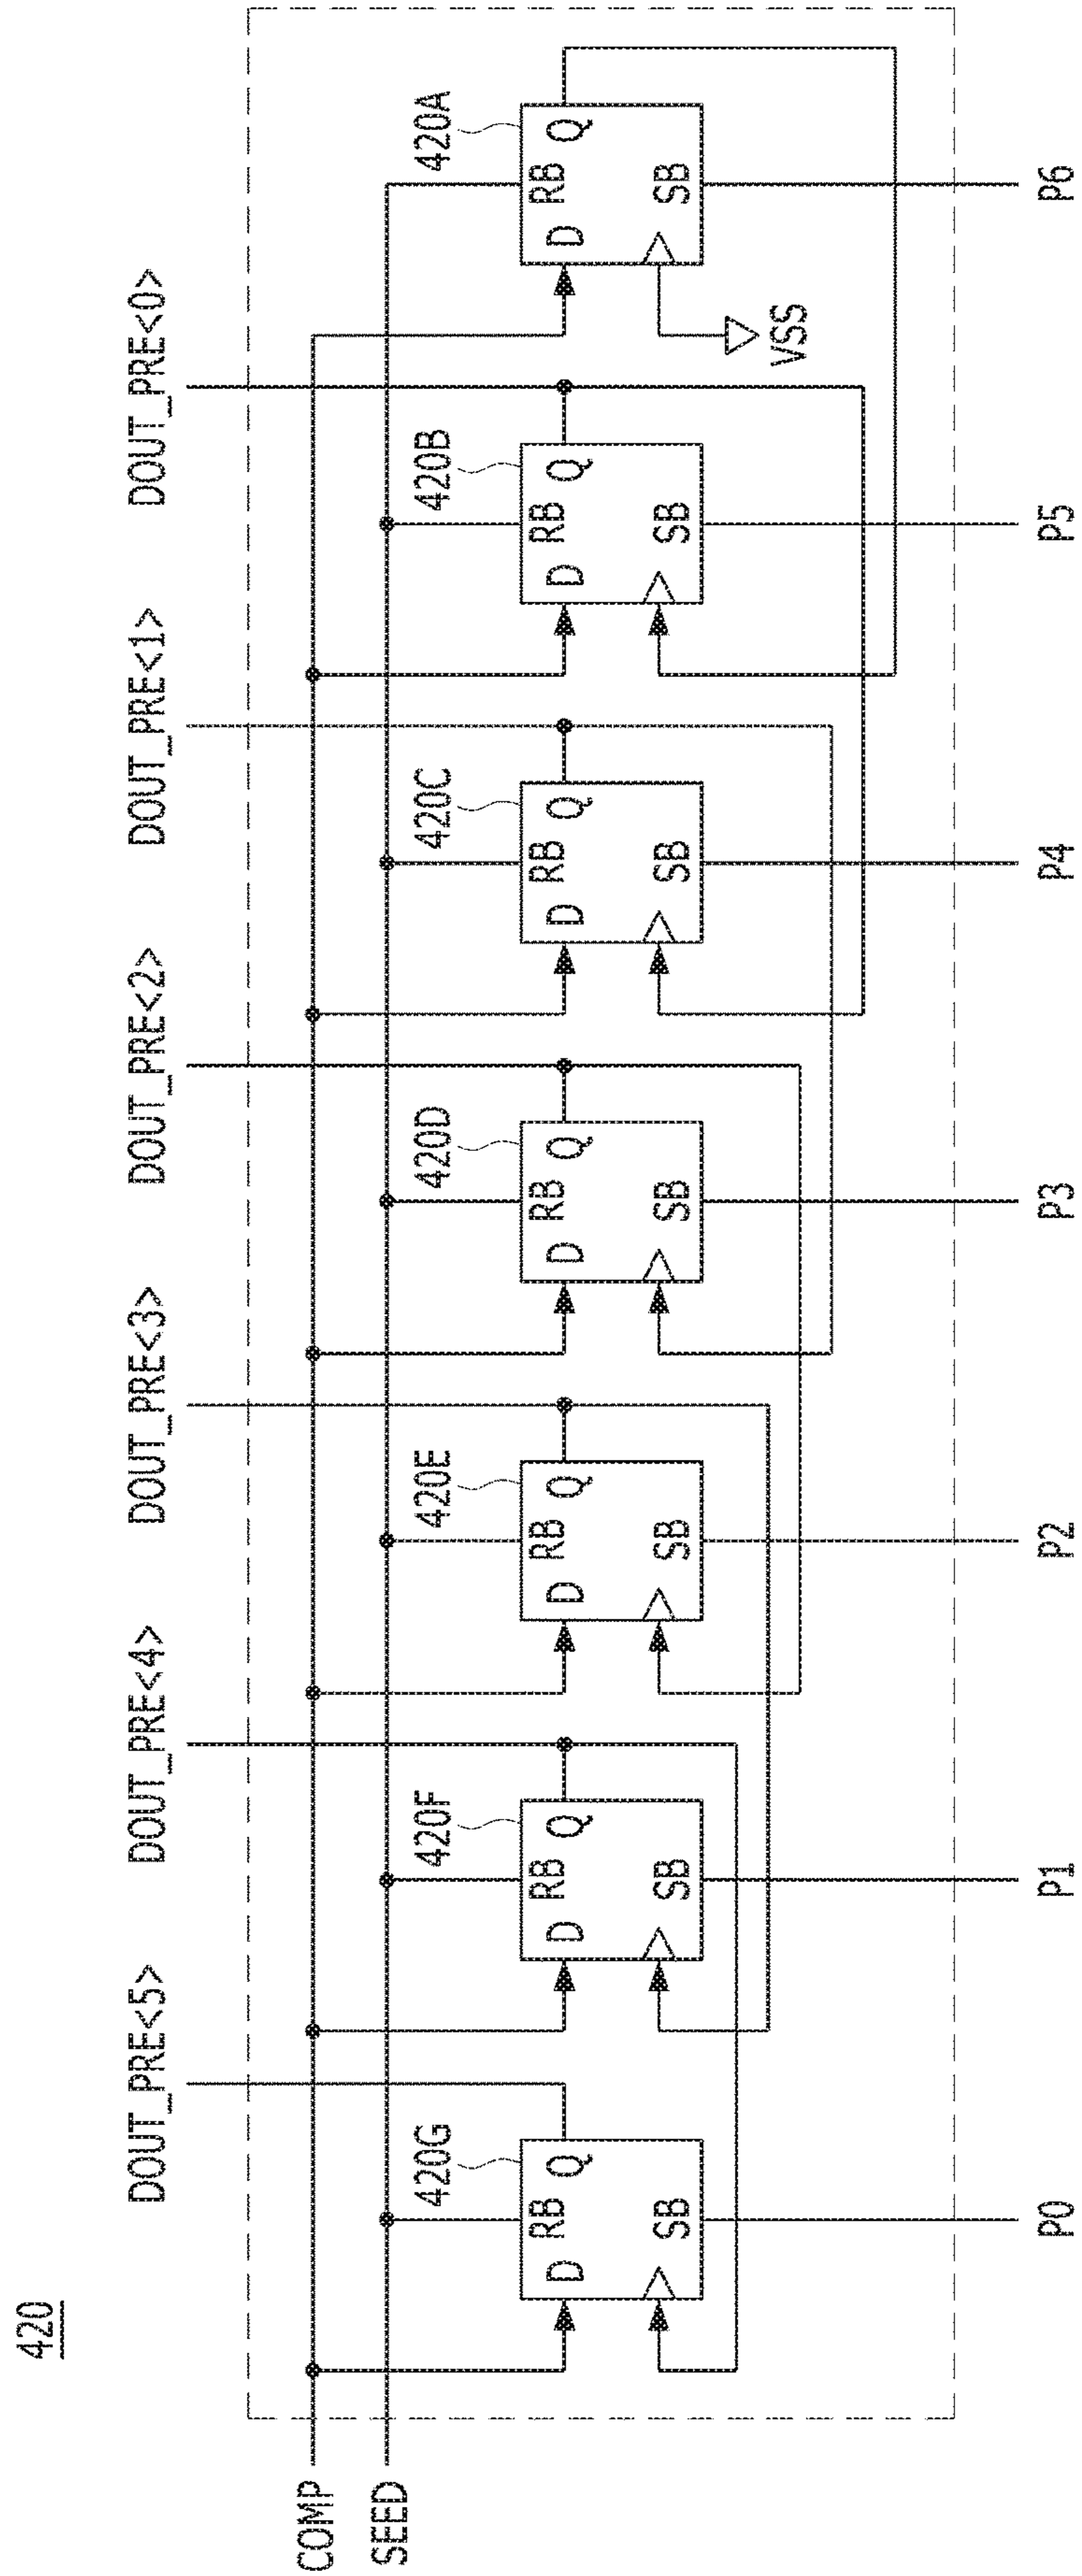 420
DOUT_PRE<5>
DOUT_PRE<4>
DOUT_PRE<3>
DOUT_PRE<2>
DOUT_PRE<1>
DOUT_PRE<0>
COMP
SEED
420G
D
RB
Q
SB
420F
D
RB
Q
SB
420E
D
RB
Q
SB
420D
D
RB
Q
SB
420C
D
RB
Q
SB
420B
D
RB
Q
SB
420A
D
RB
Q
SB
VSS
P0
P1
P2
P3
P4
P5
P6